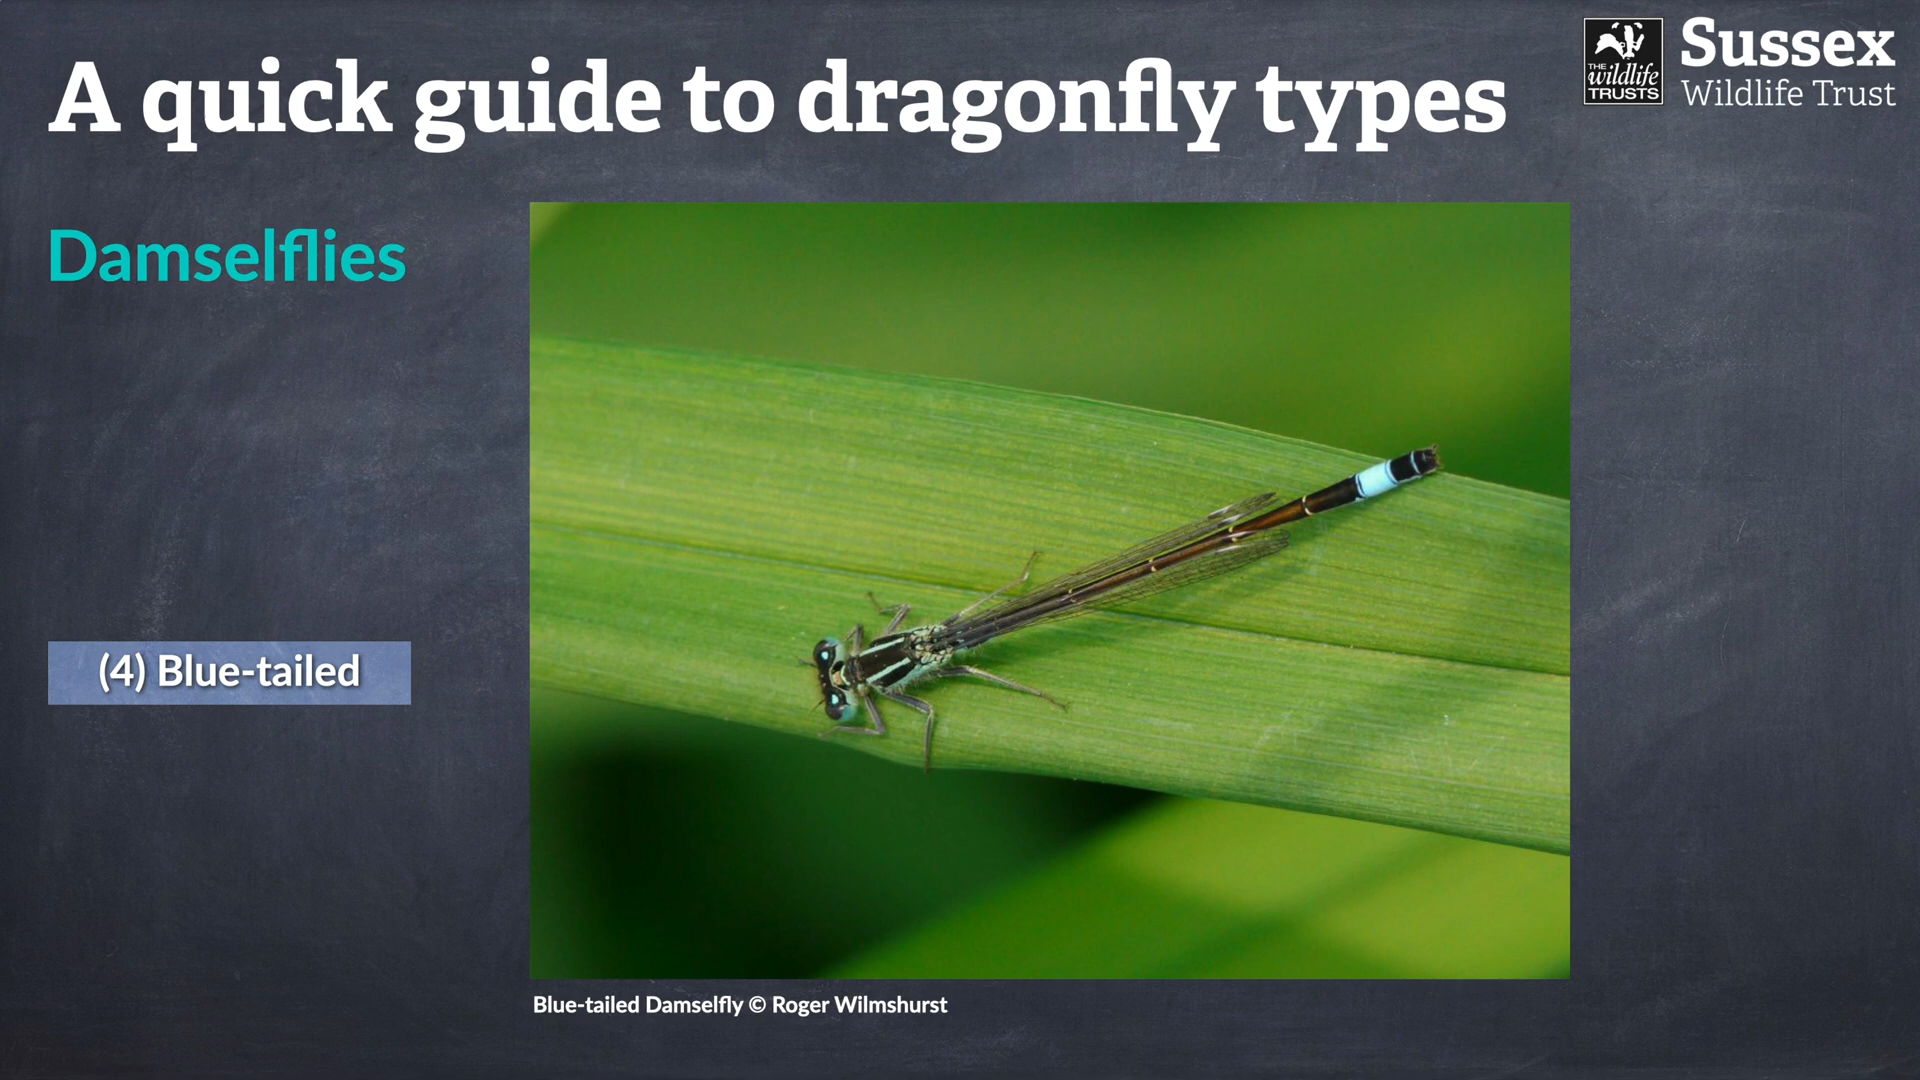 A quick guide to dragonfly types
THE
wildlife
TRUSTS
Sussex
Wildlife Trust
Damselflies
(4) Blue-tailed
Blue-tailed Damselfly © Roger Wilmshurst